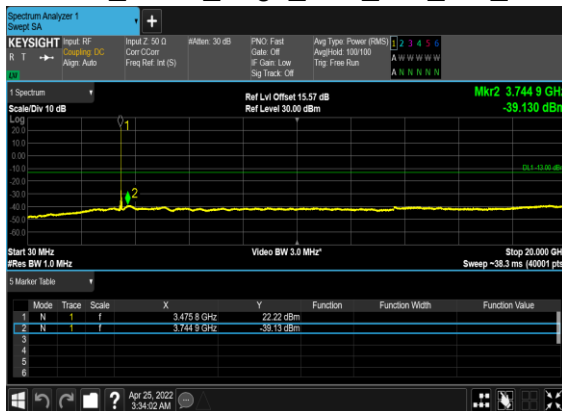 Spectrum Analyzer 1
Swept SA
KEYSIGHT Input: RF Input Z: 50 Ω #Atten: 30 dB PNO: Fast Avg Type: Power (RMS) 1 2 3 4 5 6
R T Coupling: DC Corr CCorr Gate: Off Avg|Hold: 100/100 A W W W W W
Align: Auto Freq Ref: Int (S) IF Gain: Low Trig: Free Run
LXI Sig Track: Off A N N N N N
1 Spectrum Ref Lvl Offset 15.57 dB Mkr2 3.744 9 GHz
Scale/Div 10 dB Ref Level 30.00 dBm -39.130 dBm
Log
20.0 1
10.0
0.00
-10.0 DL1 -13.00 dBm
-20.0
-30.0 2
-40.0
-50.0
-60.0
Start 30 MHz Video BW 3.0 MHz* Stop 20.000 GHz
#Res BW 1.0 MHz Sweep ~38.3 ms (40001 pts)
5 Marker Table
Mode Trace Scale X Y Function Function Width Function Value
1 N 1 f 3.475 8 GHz 22.22 dBm
2 N 1 f 3.744 9 GHz -39.13 dBm
3
4
5
6
? Apr 25, 2022
3:34:02 AM